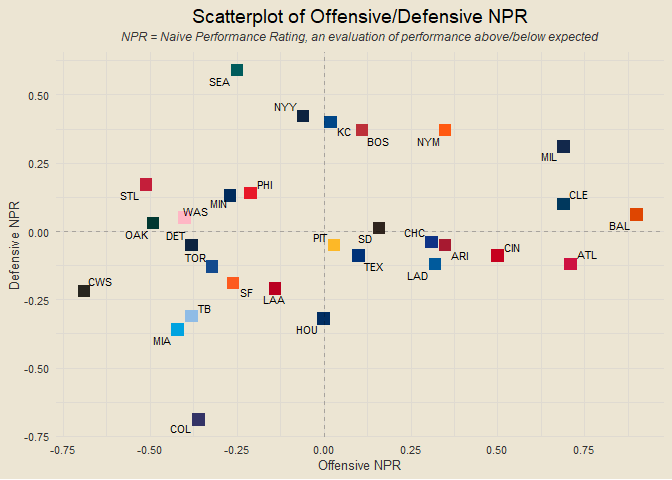 Scatterplot of Offensive/Defensive NPR
NPR = Naive Performance Rating, an evaluation of performance above/below expected
Defensive NPR
0.50
0.25
0.00
-0.25
-0.50
-0.75
SEA
NYY
KC
BOS
NYM
MIL
STL
PHI
MIN
CLE
WAS
BAL
OAK
DET
PIT
SD
CHC
TOR
TEX
ARI
CIN
ATL
LAD
CWS
SF
LAA
TB
HOU
MIA
COL
-0.75
-0.50
-0.25
0.00
0.25
0.50
0.75
Offensive NPR